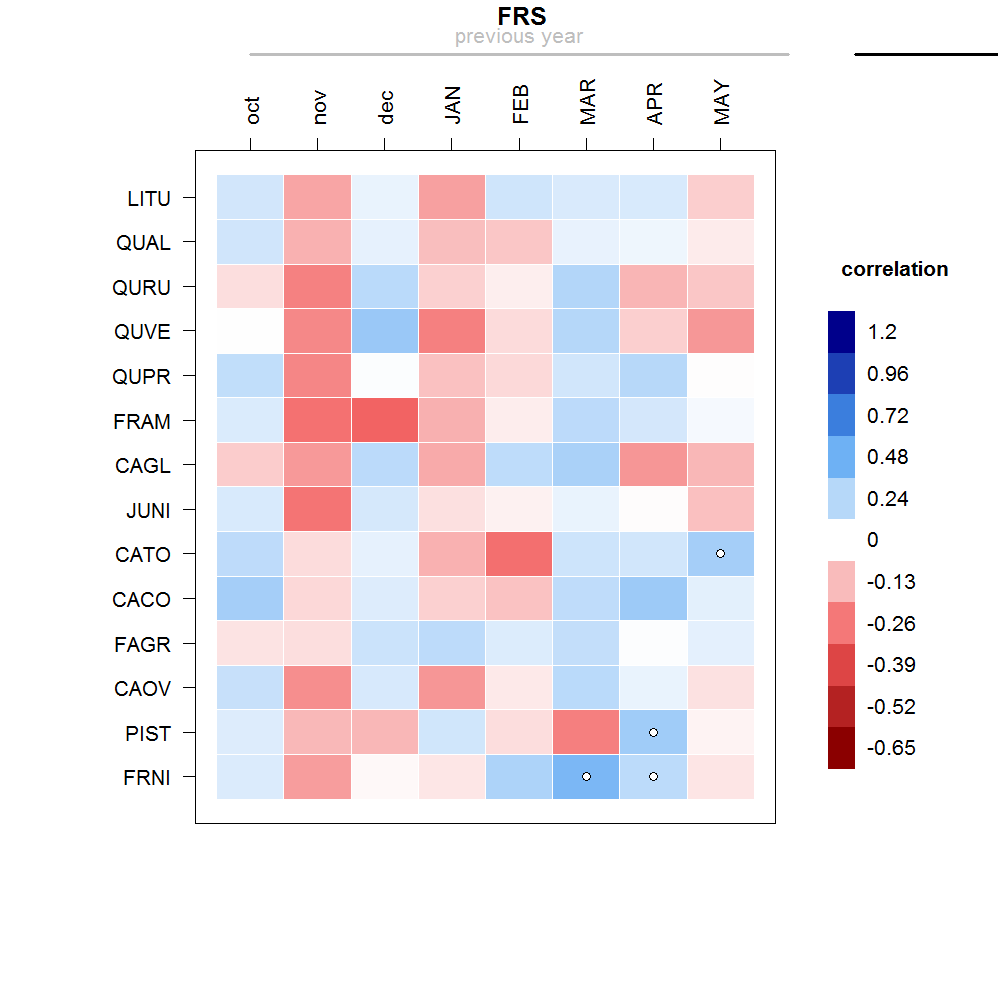 FRS
previous year
oct nov dec JAN FEB MAR APR MAY
LITU
QUAL
QURU
QUVE
QUPR
FRAM
CAGL
JUNI
CATO
CACO
FAGR
CAOV
PIST
FRNI
correlation
1.2
0.96
0.72
0.48
0.24
0
-0.13
-0.26
-0.39
-0.52
-0.65